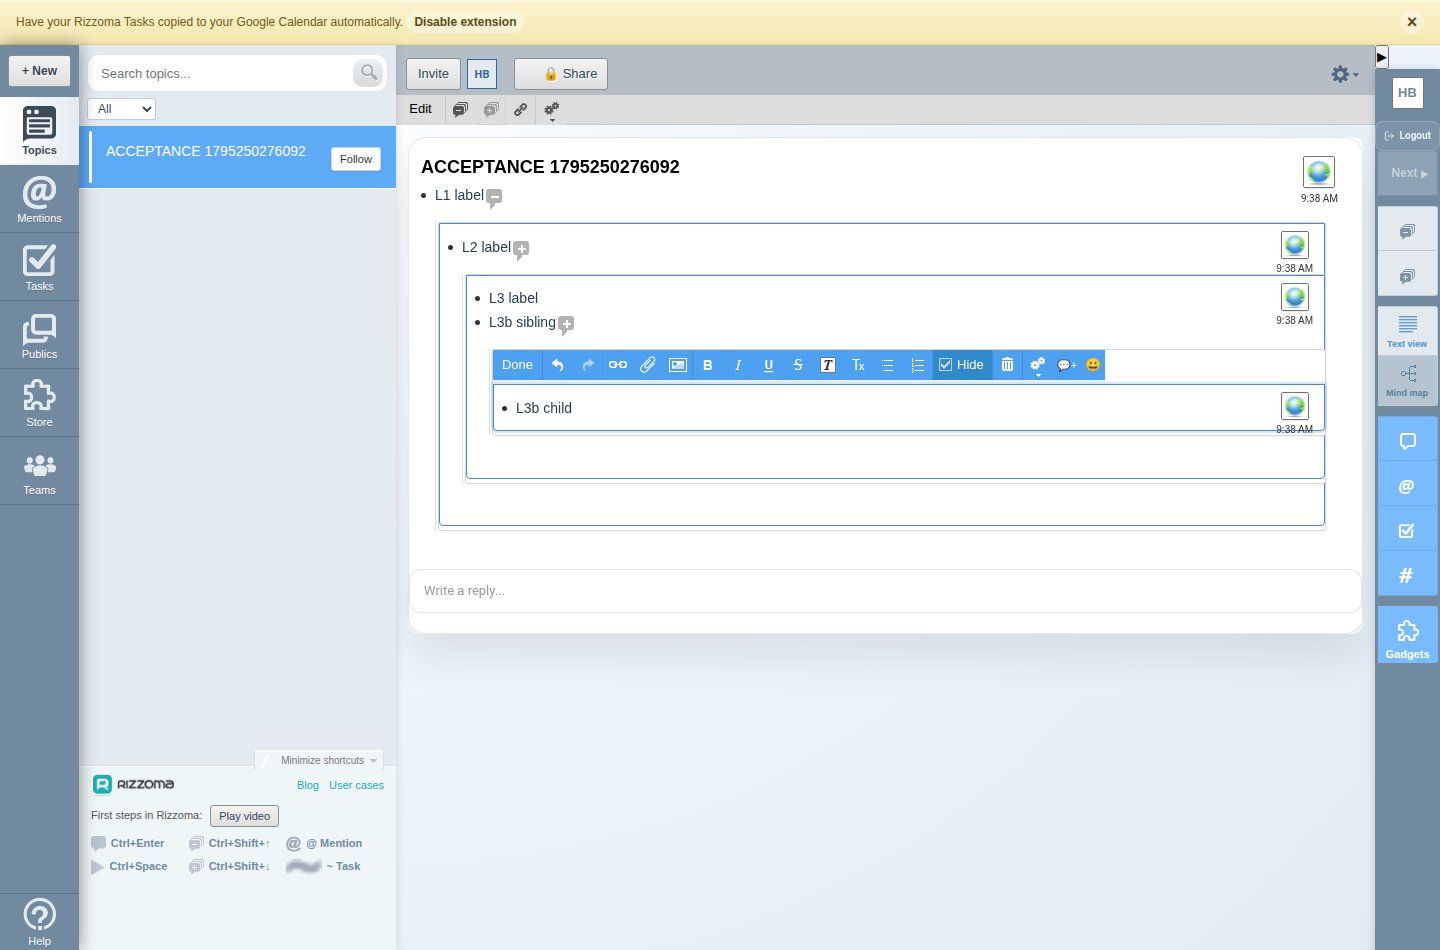 Have your Rizzoma Tasks copied to your Google Calendar automatically. Disable extension ×
+ New
Topics
@
Mentions
Tasks
Publics
Store
Teams
Help
Search topics...
All
ACCEPTANCE 1795250276092
Follow
Minimize shortcuts
RIZZOMA
Blog User cases
First steps in Rizzoma: Play video
Ctrl+Enter Ctrl+Shift+↑ @ @ Mention
Ctrl+Space Ctrl+Shift+↓ ~ Task
Invite HB Share
Edit
ACCEPTANCE 1795250276092
9:38 AM
• L1 label
• L2 label
9:38 AM
• L3 label
• L3b sibling
9:38 AM
Done B I U S T Tx Hide
• L3b child
9:38 AM
Write a reply...
HB
Logout
Next ▶
Text view
Mind map
@
#
Gadgets